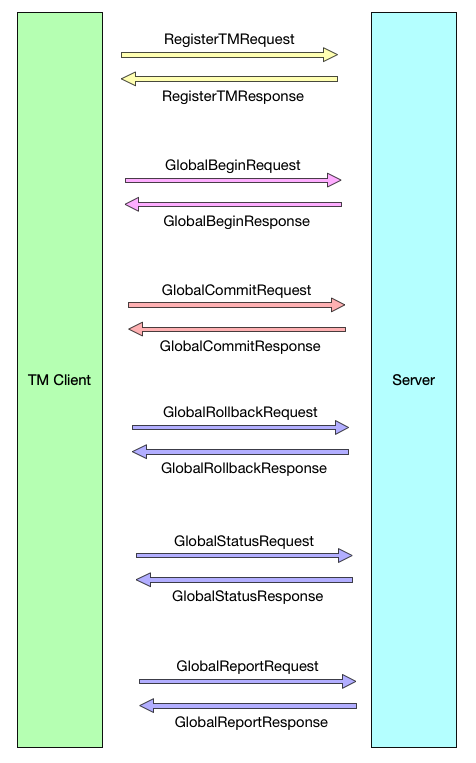 RegisterTMRequest
RegisterTMResponse
GlobalBeginRequest
GlobalBeginResponse
GlobalCommitRequest
GlobalCommitResponse
TM Client
Server
GlobalRollbackRequest
GlobalRollbackResponse
GlobalStatusRequest
GlobalStatusResponse
GlobalReportRequest
GlobalReportResponse